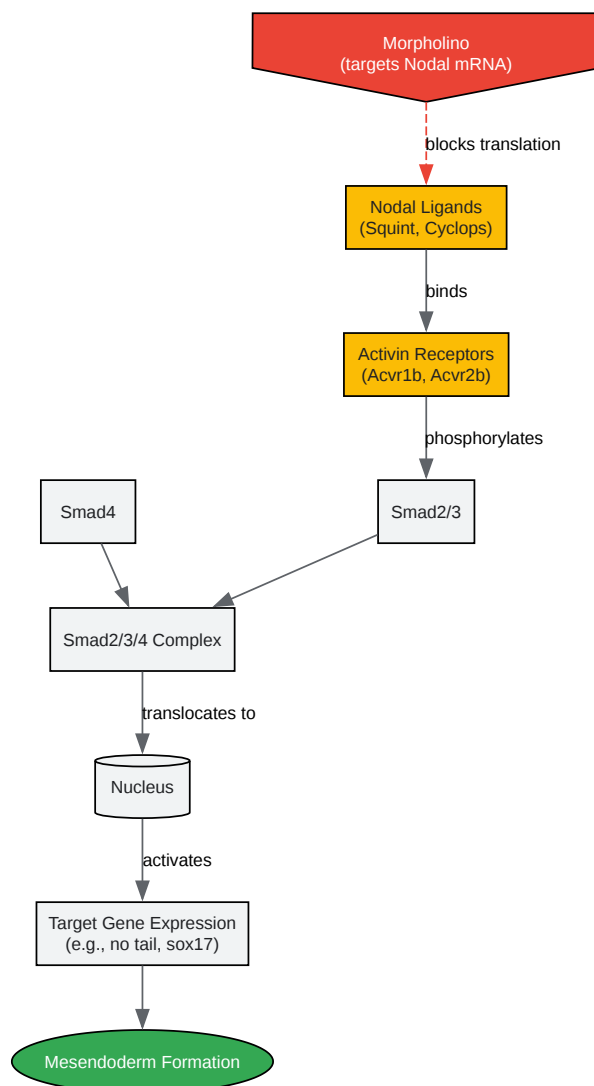 Morpholino
(targets Nodal mRNA)
blocks translation
Nodal Ligands
(Squint, Cyclops)
binds
Activin Receptors
(Acvr1b, Acvr2b)
phosphorylates
Smad4
Smad2/3
Smad2/3/4 Complex
translocates to
Nucleus
activates
Target Gene Expression
(e.g., no tail, sox17)
Mesendoderm Formation